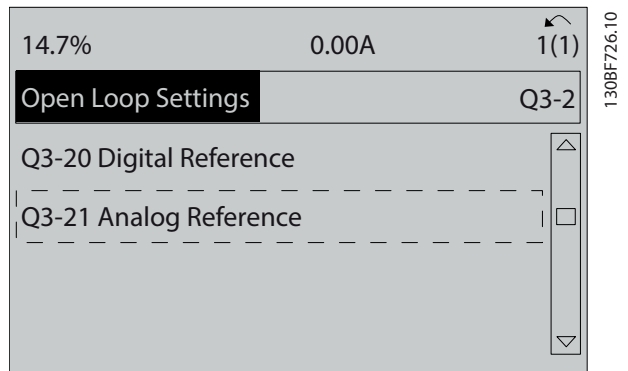 14.7% 0.00A 1(1)
Open Loop Settings Q3-2
Q3-20 Digital Reference
Q3-21 Analog Reference
130BF726.10